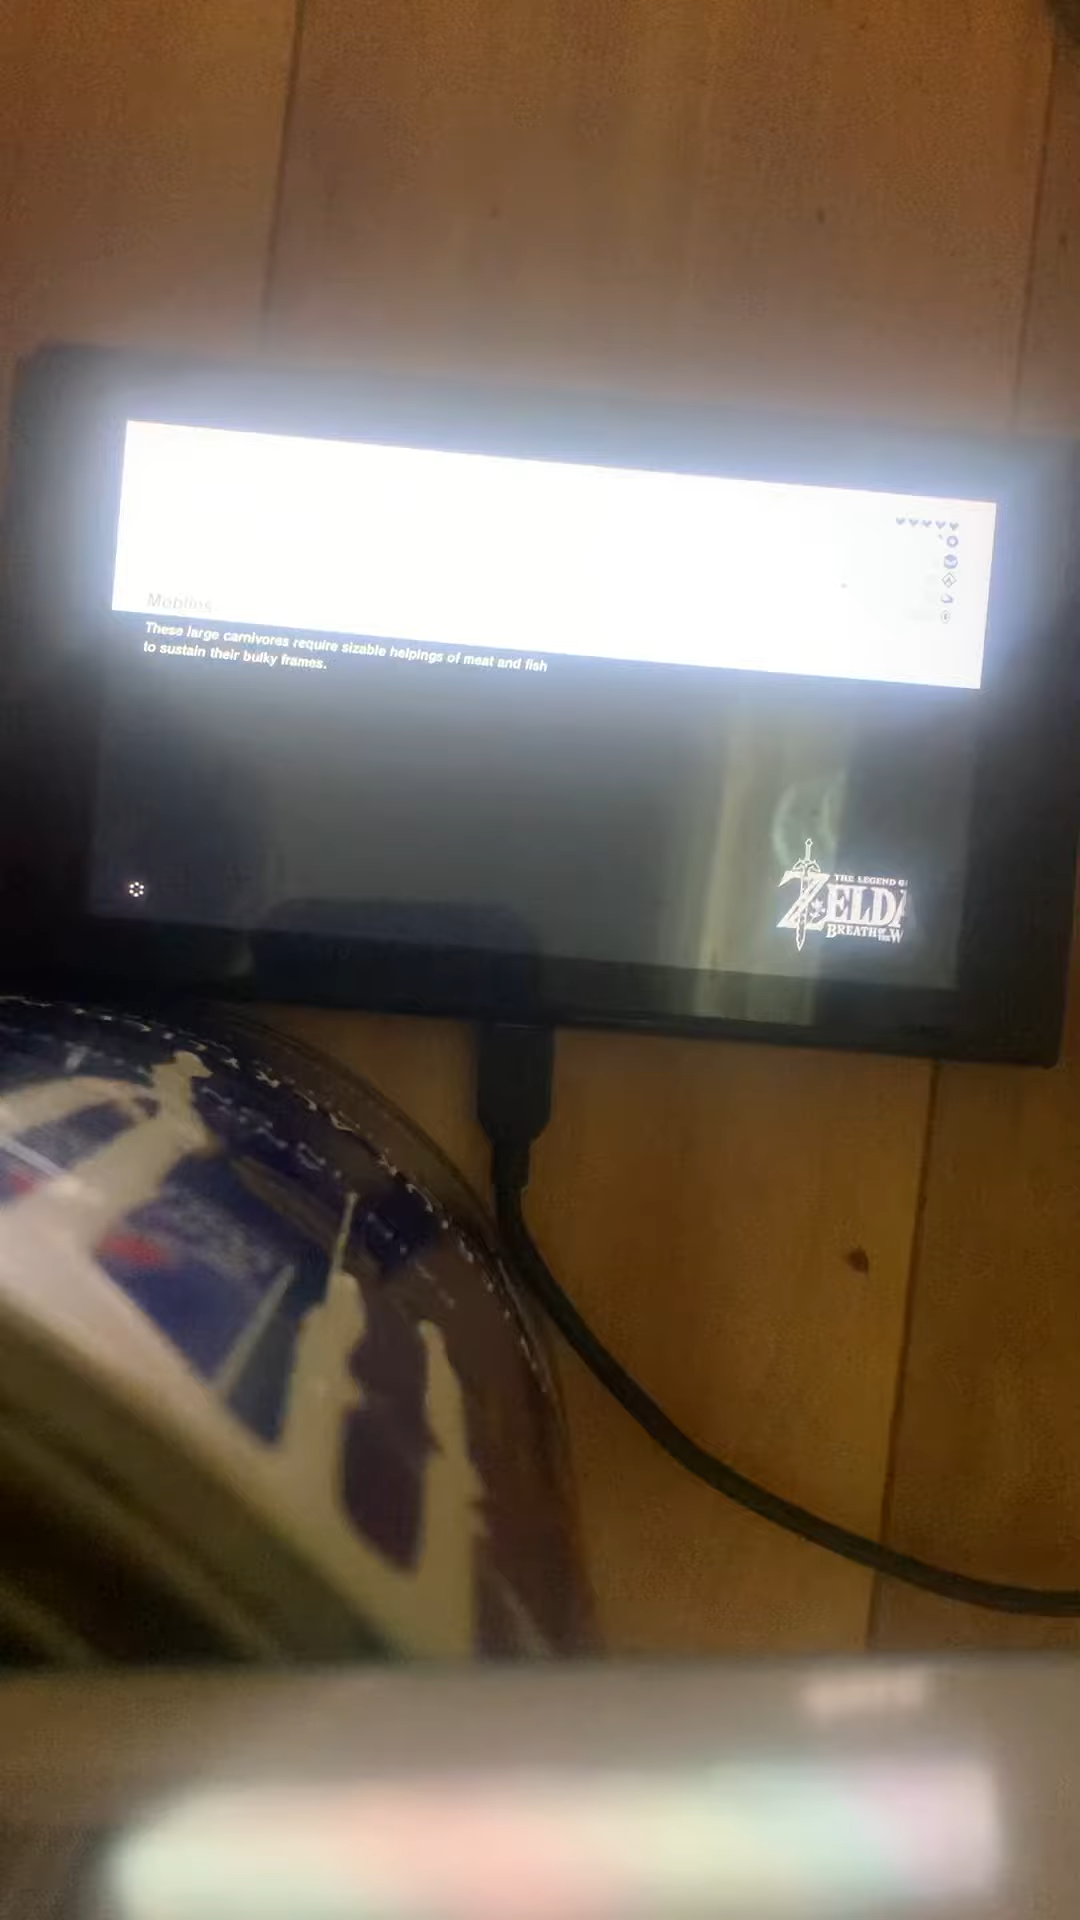 Moblins
These large carnivores require sizable helpings of meat and fish
to sustain their bulky frames.
THE LEGEND O
ZELDA
BREATH OF THE W